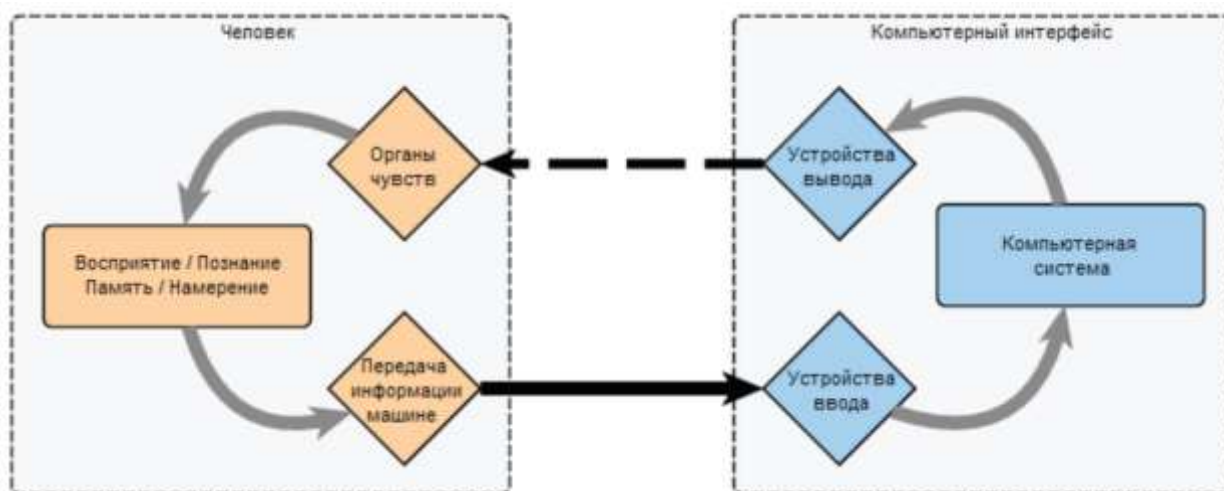 Человек
Компьютерный интерфейс
Органы
чувств
Устройства
вывода
Восприятие / Познание
Память / Намерение
Компьютерная
система
Передача
информации
машине
Устройства
ввода